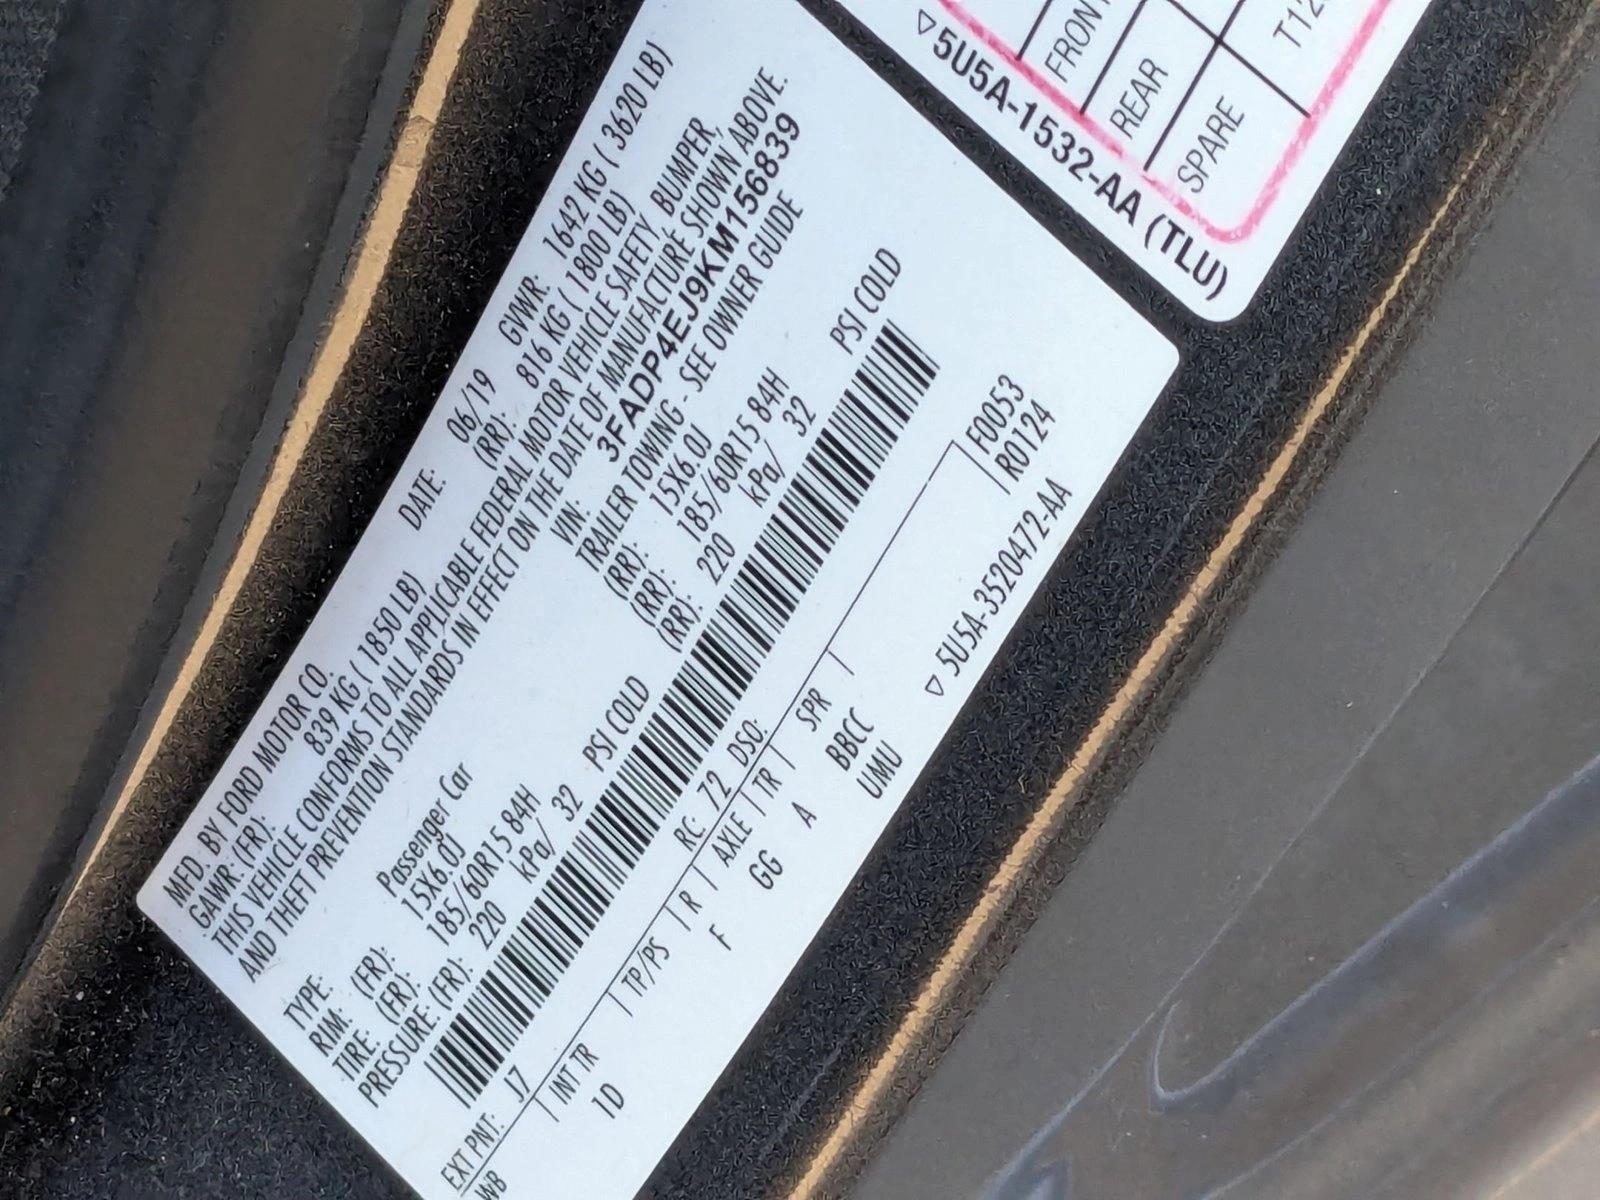 MFD. BY FORD MOTOR CO.
DATE: 06/19 GVWR: 1642 KG ( 3620 LB)
GAWR: (FR): 839 KG ( 1850 LB) (RR): 816 KG ( 1800 LB)
THIS VEHICLE CONFORMS TO ALL APPLICABLE FEDERAL MOTOR VEHICLE SAFETY, BUMPER,
AND THEFT PREVENTION STANDARDS IN EFFECT ON THE DATE OF MANUFACTURE SHOWN ABOVE.
VIN: 3FADP4EJ9KM156839
TYPE: Passenger Car TRAILER TOWING - SEE OWNER GUIDE
RIM: (FR): 15X6.0J (RR): 15X6.0J
TIRE: (FR): 185/60R15 84H (RR): 185/60R15 84H
PRESSURE: (FR): 220 kPa/ 32 PSI COLD (RR): 220 kPa/ 32 PSI COLD
EXT PNT: J7 RC: 72 DSO: F0053
WB INT TR TP/PS R AXLE TR SPR R0124
1D F GG A BBCC
UMU
▽ 5U5A-3520472-AA
FRONT
REAR
SPARE
▽ 5U5A-1532-AA (TLU)